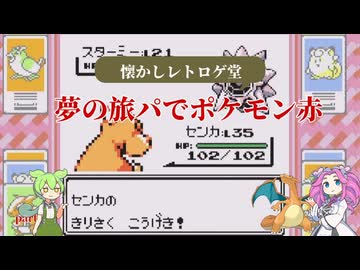 スターミー:L21
HP:
懐かしレトロゲ堂
夢の旅パでポケモン赤
センカ:L35
HP:
102/102
センカの
きりさく こうげき!